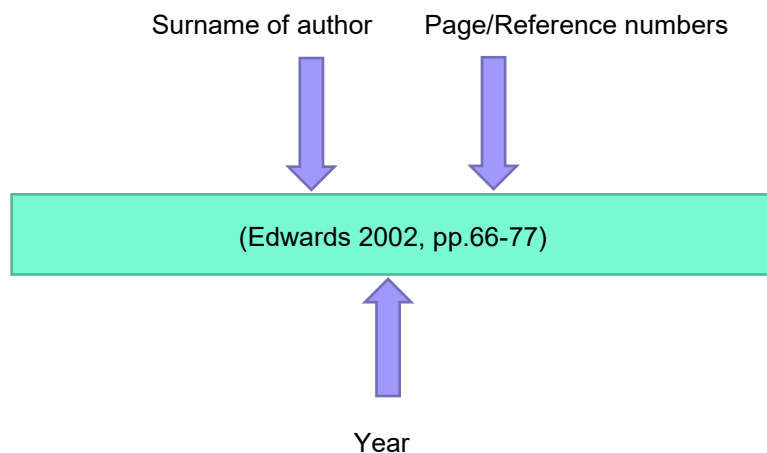 Surname of author
Page/Reference numbers
(Edwards 2002, pp.66-77)
Year